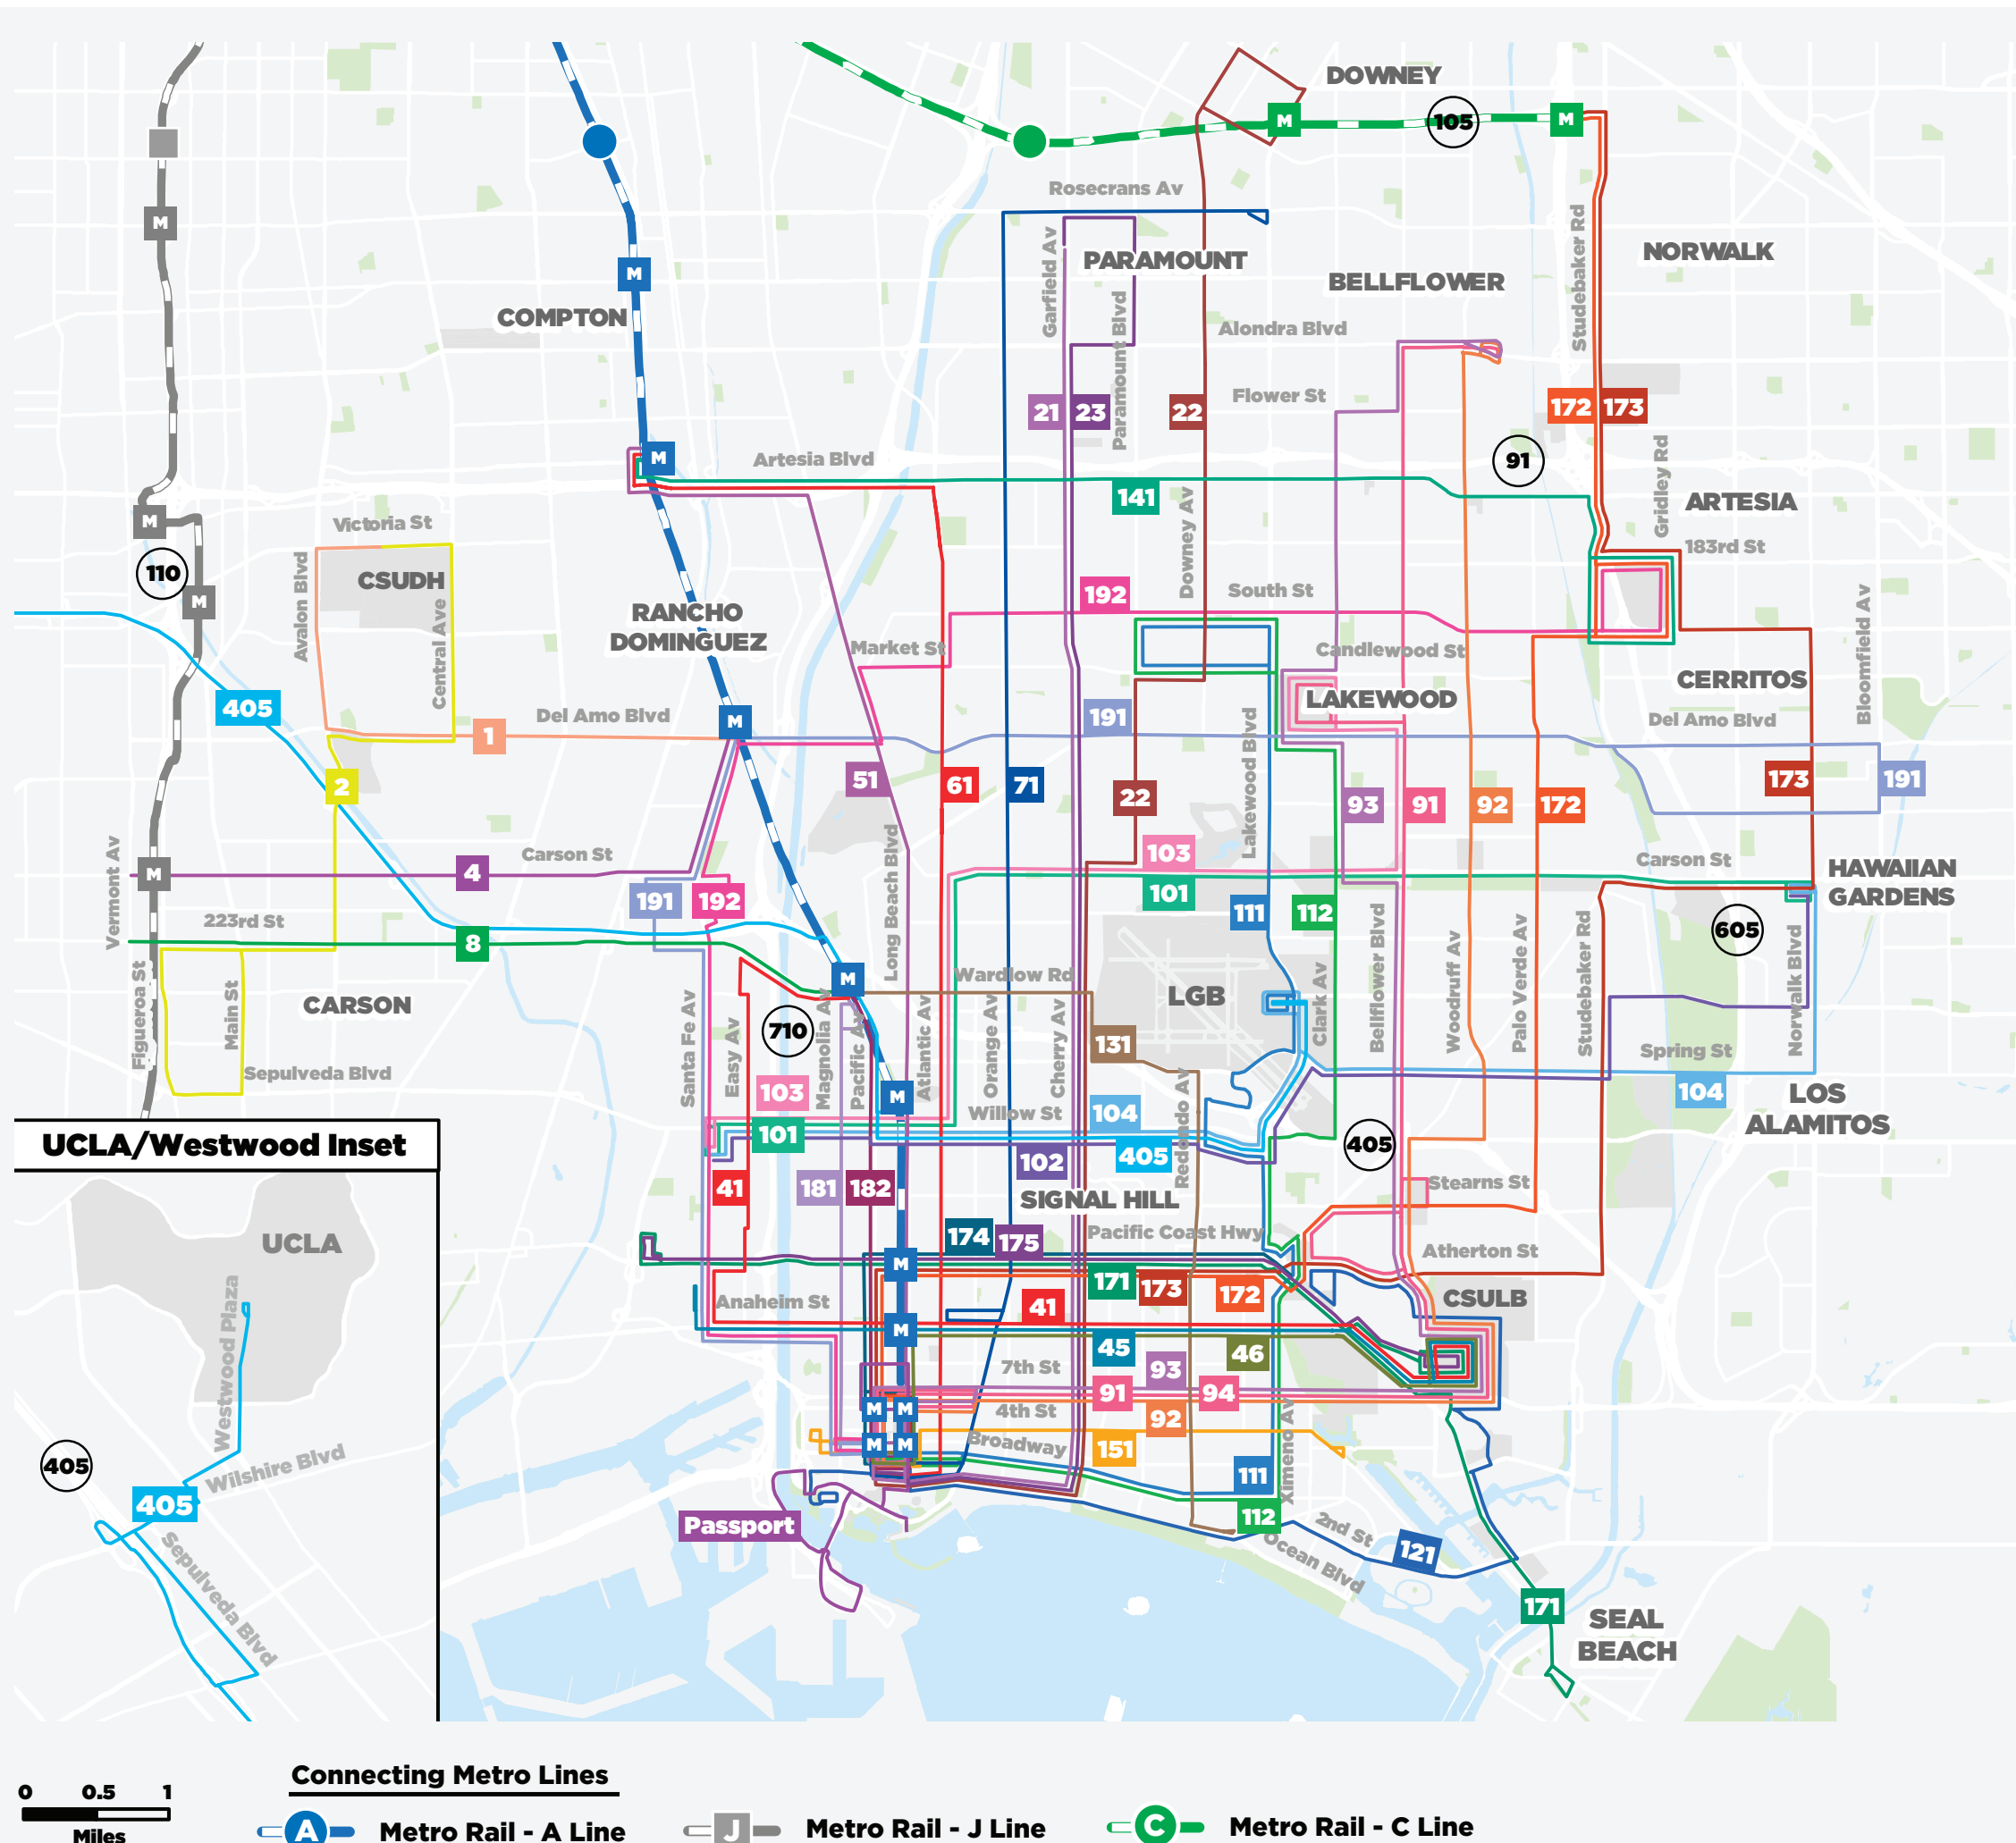 DOWNEY
M
M
105
Rosecrans Av
M
Studebaker Rd
NORWALK
Garfield Av
PARAMOUNT
BELLFLOWER
M
COMPTON
Paramount Blvd
Alondra Blvd
Flower St
21
23
22
172
173
M
Artesia Blvd
91
Gridley Rd
141
Downey Av
ARTESIA
M
Victoria St
183rd St
110
Avalon Blvd
CSUDH
M
Central Ave
RANCHO
DOMINGUEZ
192
South St
Bloomfield Av
Market St
Candlewood St
CERRITOS
405
LAKEWOOD
Del Amo Blvd
M
191
Lakewood Blvd
Del Amo Blvd
1
2
51
61
71
22
93
91
92
172
173
191
Vermont Av
Carson St
Long Beach Blvd
103
Carson St
M
4
HAWAIIAN
GARDENS
191
192
101
111
112
Bellflower Blvd
Woodruff Av
Palo Verde Av
Studebaker Rd
605
Norwalk Blvd
223rd St
8
Figueroa St
Main St
CARSON
M
Wardlow Rd
LGB
Clark Av
Santa Fe Av
Easy Av
710
Magnolia Av
Pacific Av
Atlantic Av
Orange Av
Cherry Av
131
Spring St
Sepulveda Blvd
103
M
Redondo Av
104
LOS
ALAMITOS
Willow St
104
UCLA/Westwood Inset
101
405
102
405
41
181
182
SIGNAL HILL
Stearns St
UCLA
174
175
Pacific Coast Hwy
Atherton St
M
171
173
172
Westwood Plaza
Anaheim St
41
CSULB
M
45
46
7th St
93
91
94
M
M
4th St
92
Ximeno Av
M
M
Broadway
151
405
Wilshire Blvd
111
405
Passport
112
2nd St
121
Ocean Blvd
Sepulveda Blvd
171
SEAL
BEACH
Connecting Metro Lines
0 0.5 1
Miles
A Metro Rail - A Line
J Metro Rail - J Line
C Metro Rail - C Line